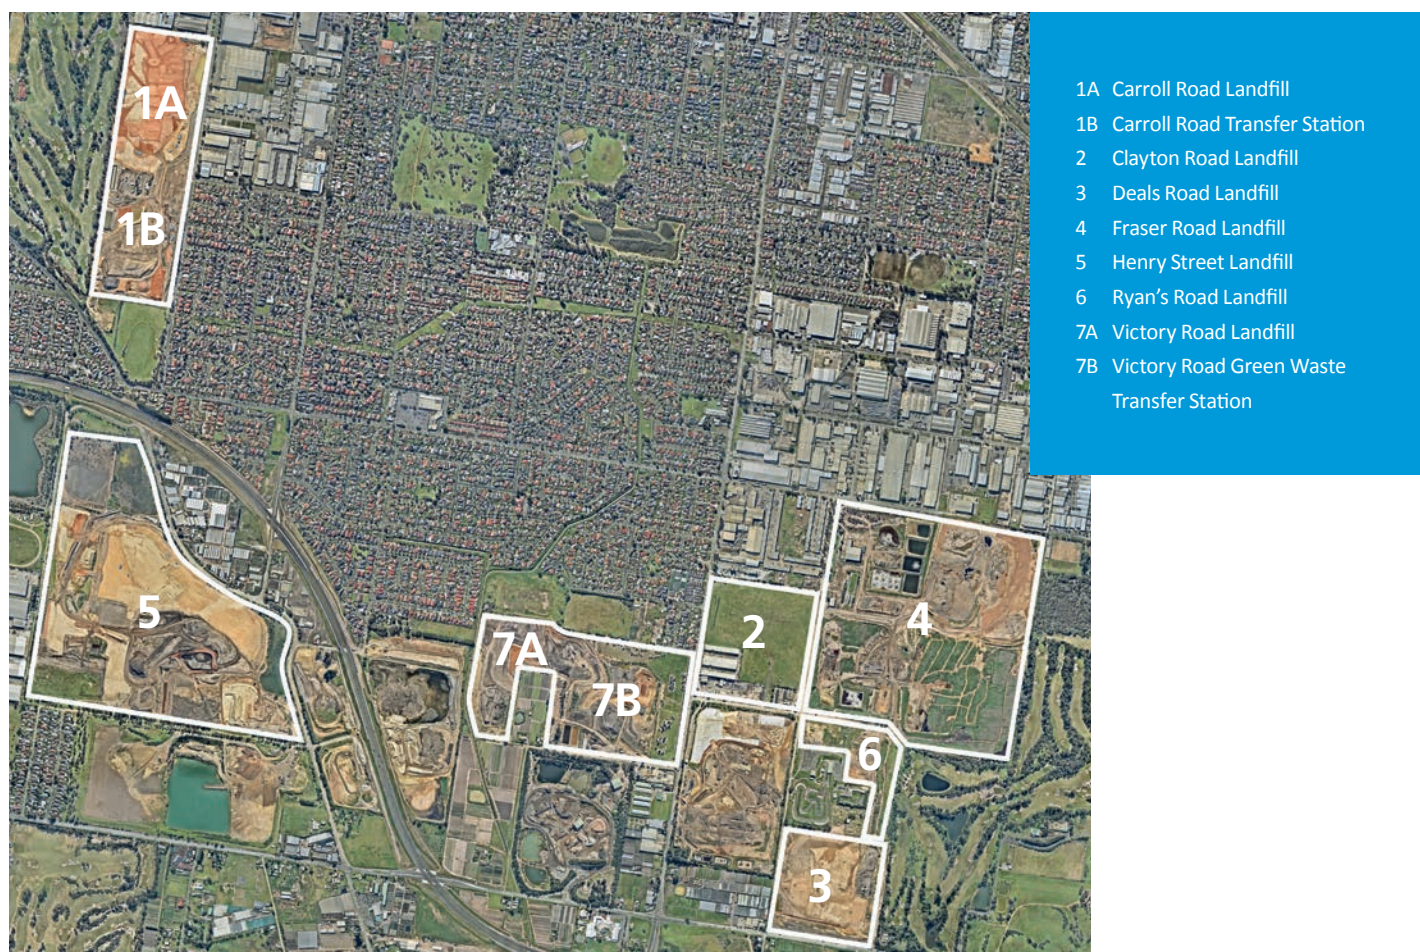 1A
1B
5
7A
7B
2
4
6
3
1A Carroll Road Landfill
1B Carroll Road Transfer Station
2 Clayton Road Landfill
3 Deals Road Landfill
4 Fraser Road Landfill
5 Henry Street Landfill
6 Ryan’s Road Landfill
7A Victory Road Landfill
7B Victory Road Green Waste
Transfer Station